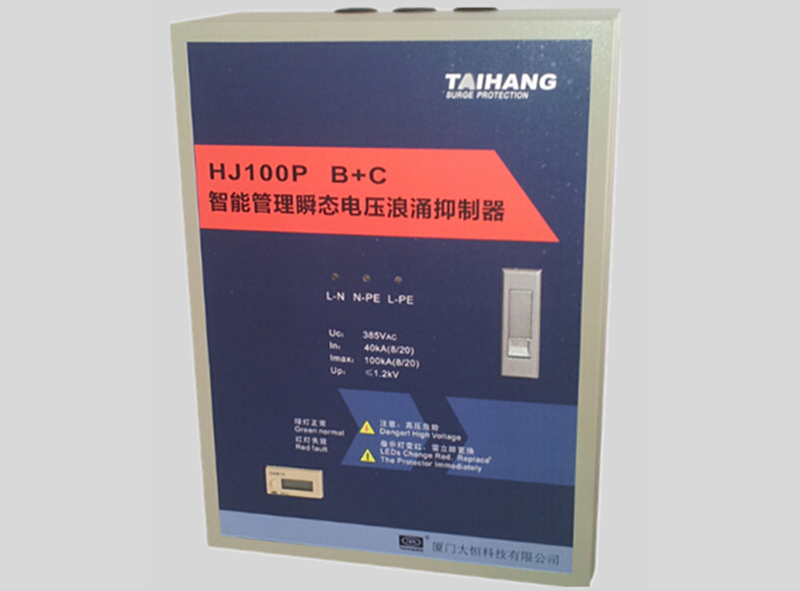 TAIHANG
SURGE PROTECTION
HJ100P B+C
智能管理瞬态电压浪涌抑制器
L-N N-PE L-PE
Uc: 385VAC
In: 40kA(8/20)
Imax: 100kA(8/20)
Up: ≤1.2kV
绿灯正常
Green normal
红灯失效
Red fault
注意，高压危险
Danger! High Voltage
指示灯变红，需立即更换
LEDs Change Red, Replace
The Protector Immediately
TAIHANG
厦门大恒科技有限公司